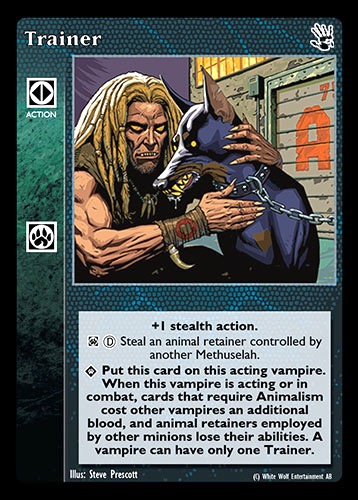 Trainer
ACTION
7
A
+1 stealth action.
D Steal an animal retainer controlled by
another Methuselah.
Put this card on this acting vampire.
When this vampire is acting or in
combat, cards that require Animalism
cost other vampires an additional
blood, and animal retainers employed
by other minions lose their abilities. A
vampire can have only one Trainer.
Illus: Steve Prescott
(C) White Wolf Entertainment AB